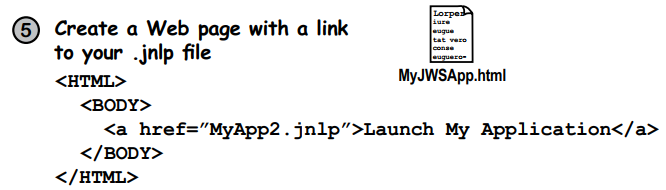 5 Create a Web page with a link
to your .jnlp file
Lorper
iure
eugue
tat vero
conse
euguero=
MyJWSApp.html
<HTML>
<BODY>
<a href=”MyApp2.jnlp”>Launch My Application</a>
</BODY>
</HTML>